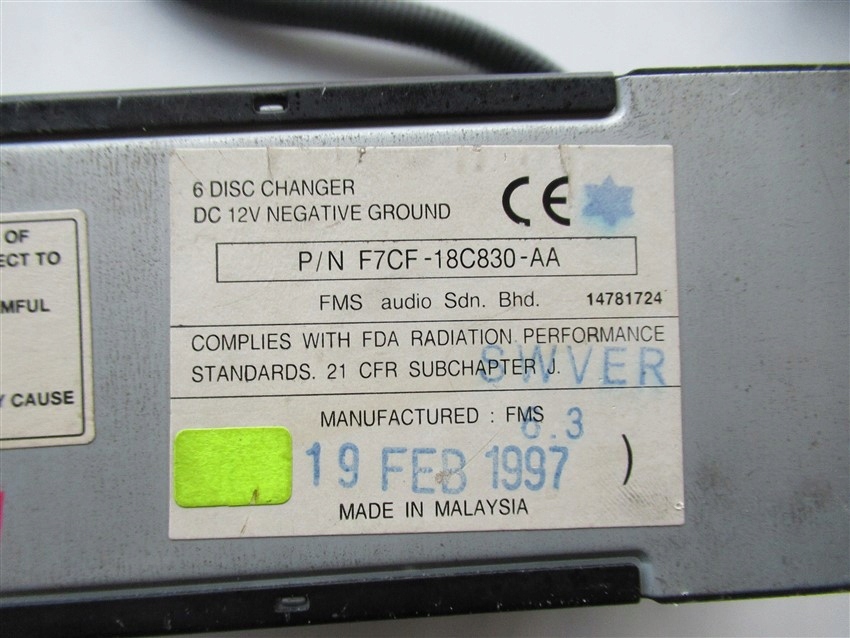 OF
ECT TO
MFUL
Y CAUSE
6 DISC CHANGER
DC 12V NEGATIVE GROUND
CE
P/N F7CF-18C830-AA
FMS audio Sdn. Bhd. 14781724
COMPLIES WITH FDA RADIATION PERFORMANCE
STANDARDS. 21 CFR SUBCHAPTER J.
SWVER
MANUFACTURED : FMS
6.3
19 FEB 1997 )
MADE IN MALAYSIA